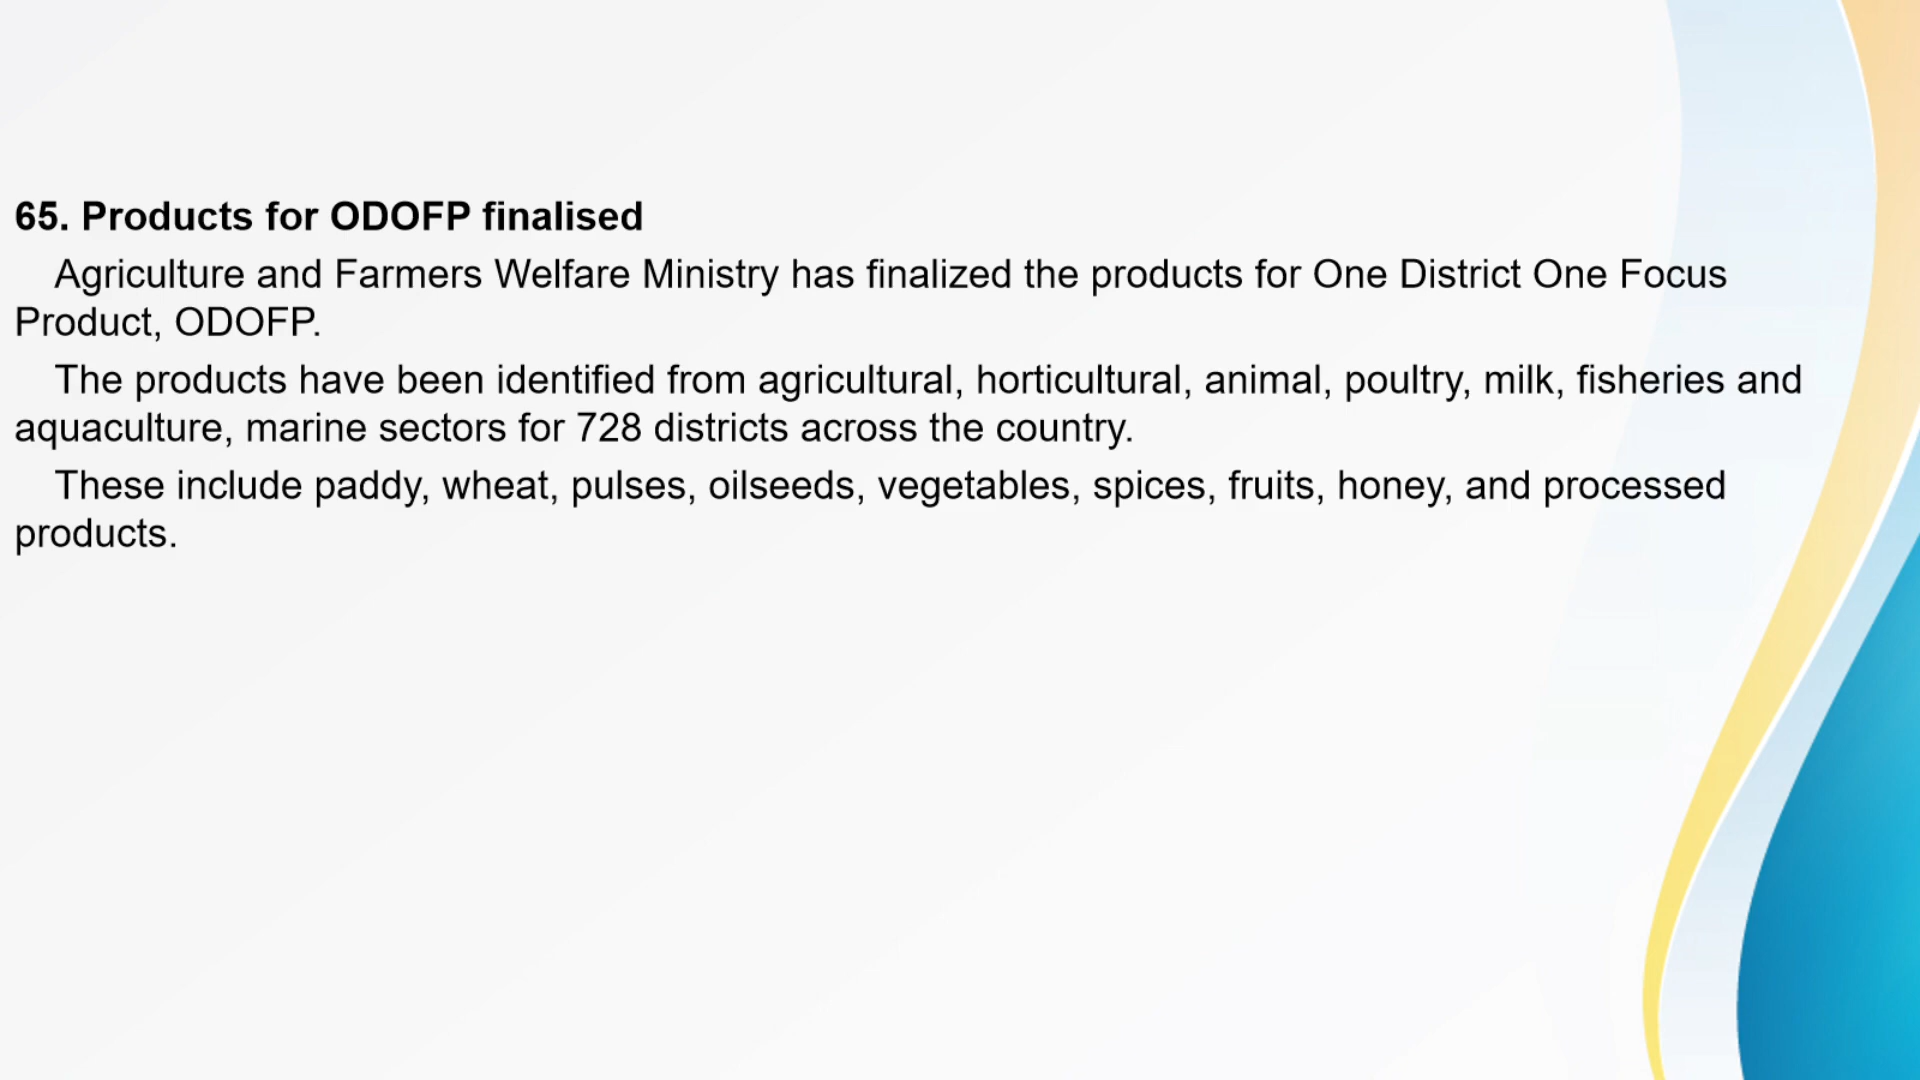 65. Products for ODOFP finalised
Agriculture and Farmers Welfare Ministry has finalized the products for One District One Focus
Product, ODOFP.
The products have been identified from agricultural, horticultural, animal, poultry, milk, fisheries and
aquaculture, marine sectors for 728 districts across the country.
These include paddy, wheat, pulses, oilseeds, vegetables, spices, fruits, honey, and processed
products.